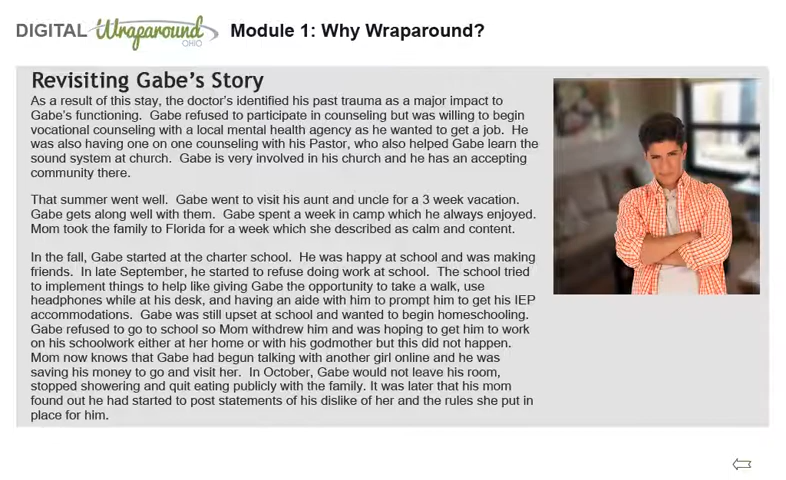 DIGITAL Wraparound OHIO Module 1: Why Wraparound?
Revisiting Gabe's Story
As a result of this stay, the doctor's identified his past trauma as a major impact to
Gabe's functioning. Gabe refused to participate in counseling but was willing to begin
vocational counseling with a local mental health agency as he wanted to get a job. He
was also having one on one counseling with his Pastor, who also helped Gabe learn the
sound system at church. Gabe is very involved in his church and he has an accepting
community there.
That summer went well. Gabe went to visit his aunt and uncle for a 3 week vacation.
Gabe gets along well with them. Gabe spent a week in camp which he always enjoyed.
Mom took the family to Florida for a week which she described as calm and content.
In the fall, Gabe started at the charter school. He was happy at school and was making
friends. In late September, he started to refuse doing work at school. The school tried
to implement things to help like giving Gabe the opportunity to take a walk, use
headphones while at his desk, and having an aide with him to prompt him to get his IEP
accommodations. Gabe was still upset at school and wanted to begin homeschooling.
Gabe refused to go to school so Mom withdrew him and was hoping to get him to work
on his schoolwork either at her home or with his godmother but this did not happen.
Mom now knows that Gabe had begun talking with another girl online and he was
saving his money to go and visit her. In October, Gabe would not leave his room,
stopped showering and quit eating publicly with the family. It was later that his mom
found out he had started to post statements of his dislike of her and the rules she put in
place for him.